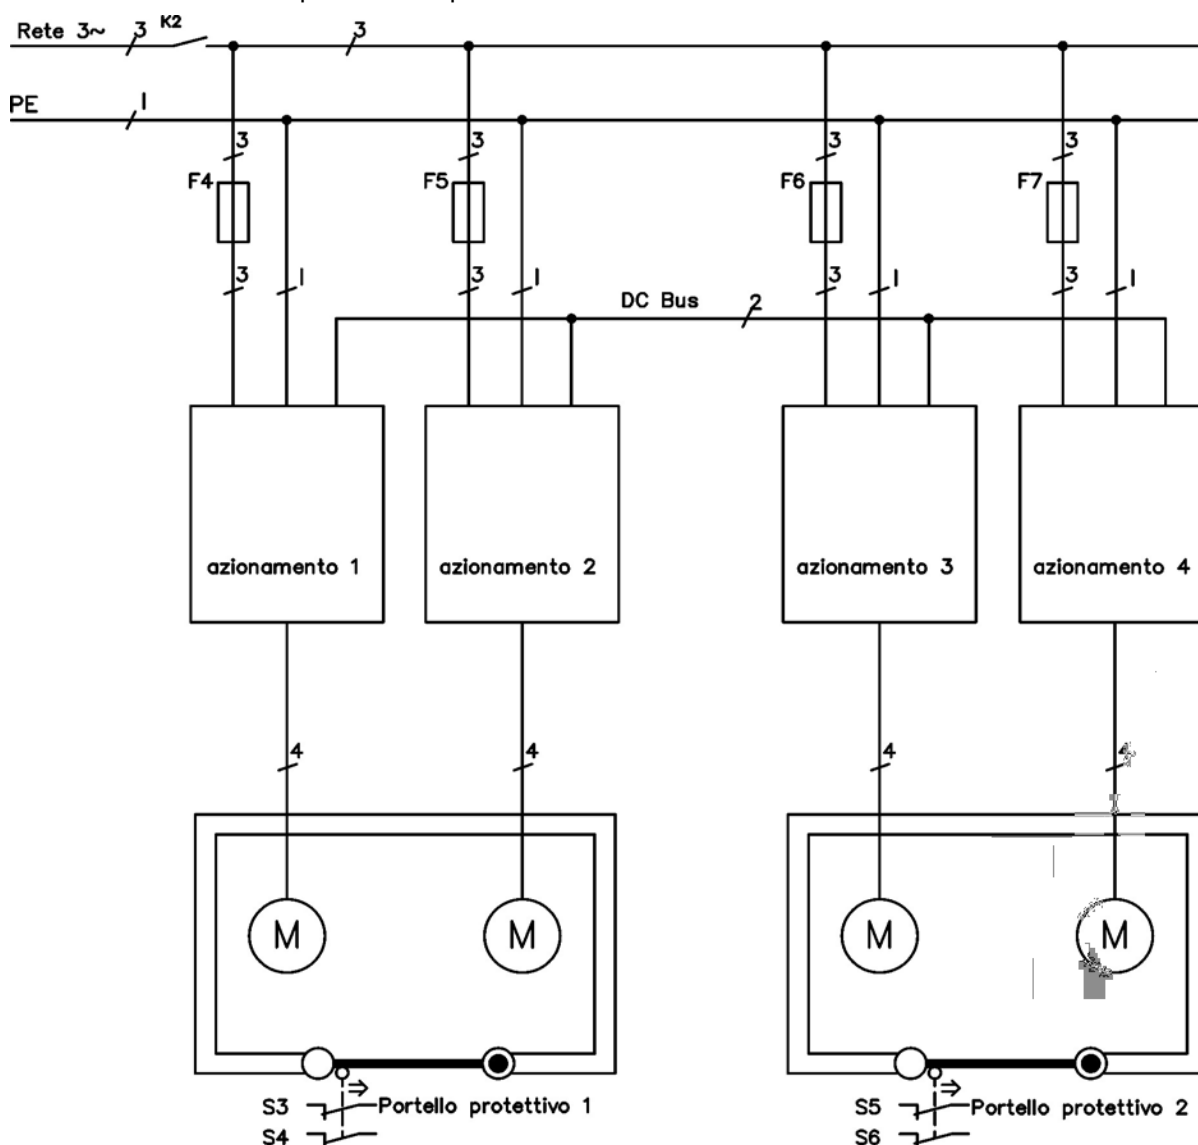 Rete 3~ 3 K2 3
PE 1
3 3 3 3
F4 F5 F6 F7
3 1 3 1 3 1 3 1
DC Bus 2
azionamento 1 azionamento 2 azionamento 3 azionamento 4
4 4 4
M M M M
S3 Portello protettivo 1 S5 Portello protettivo 2
S4 S6